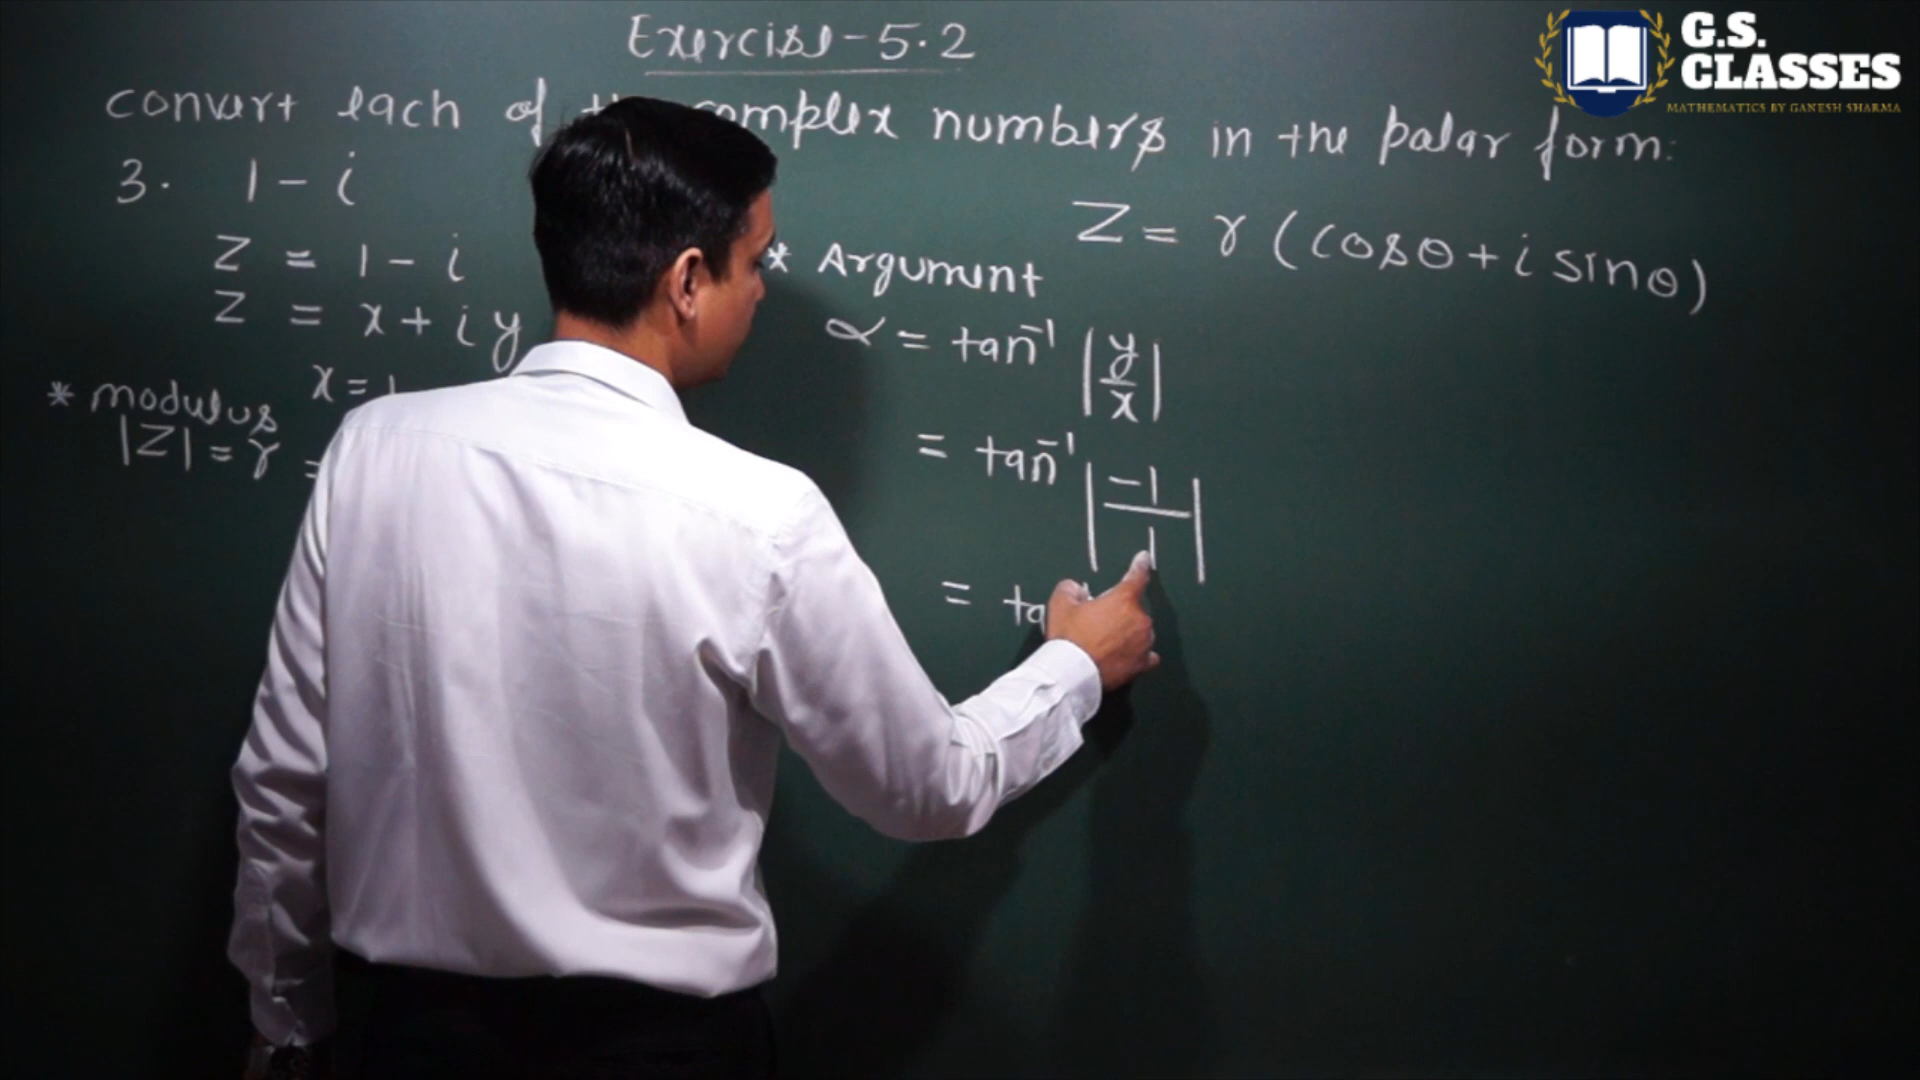 Exercise-5.2
convert each of complex numbers in the polar form:
3. 1 - i
Z = 1 - i
Z = x + iy
x = 1
* modulus
|Z| = r =
* Argument
α = tan⁻¹ |y/x|
= tan⁻¹ |-1/1|
=
Z = r (cosθ + i sinθ)
G.S.
CLASSES
MATHEMATICS BY GANESH SHARMA